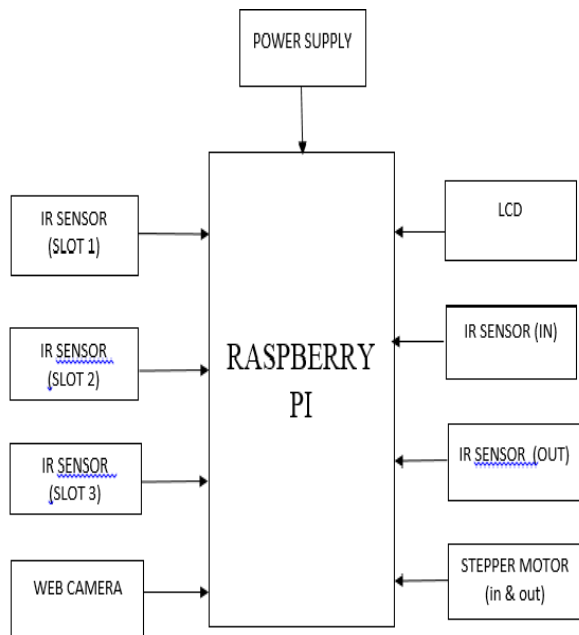 POWER SUPPLY
IR SENSOR
(SLOT 1)
IR SENSOR
(SLOT 2)
IR SENSOR
(SLOT 3)
WEB CAMERA
RASPBERRY
PI
LCD
IR SENSOR (IN)
IR SENSOR (OUT)
STEPPER MOTOR
(in & out)